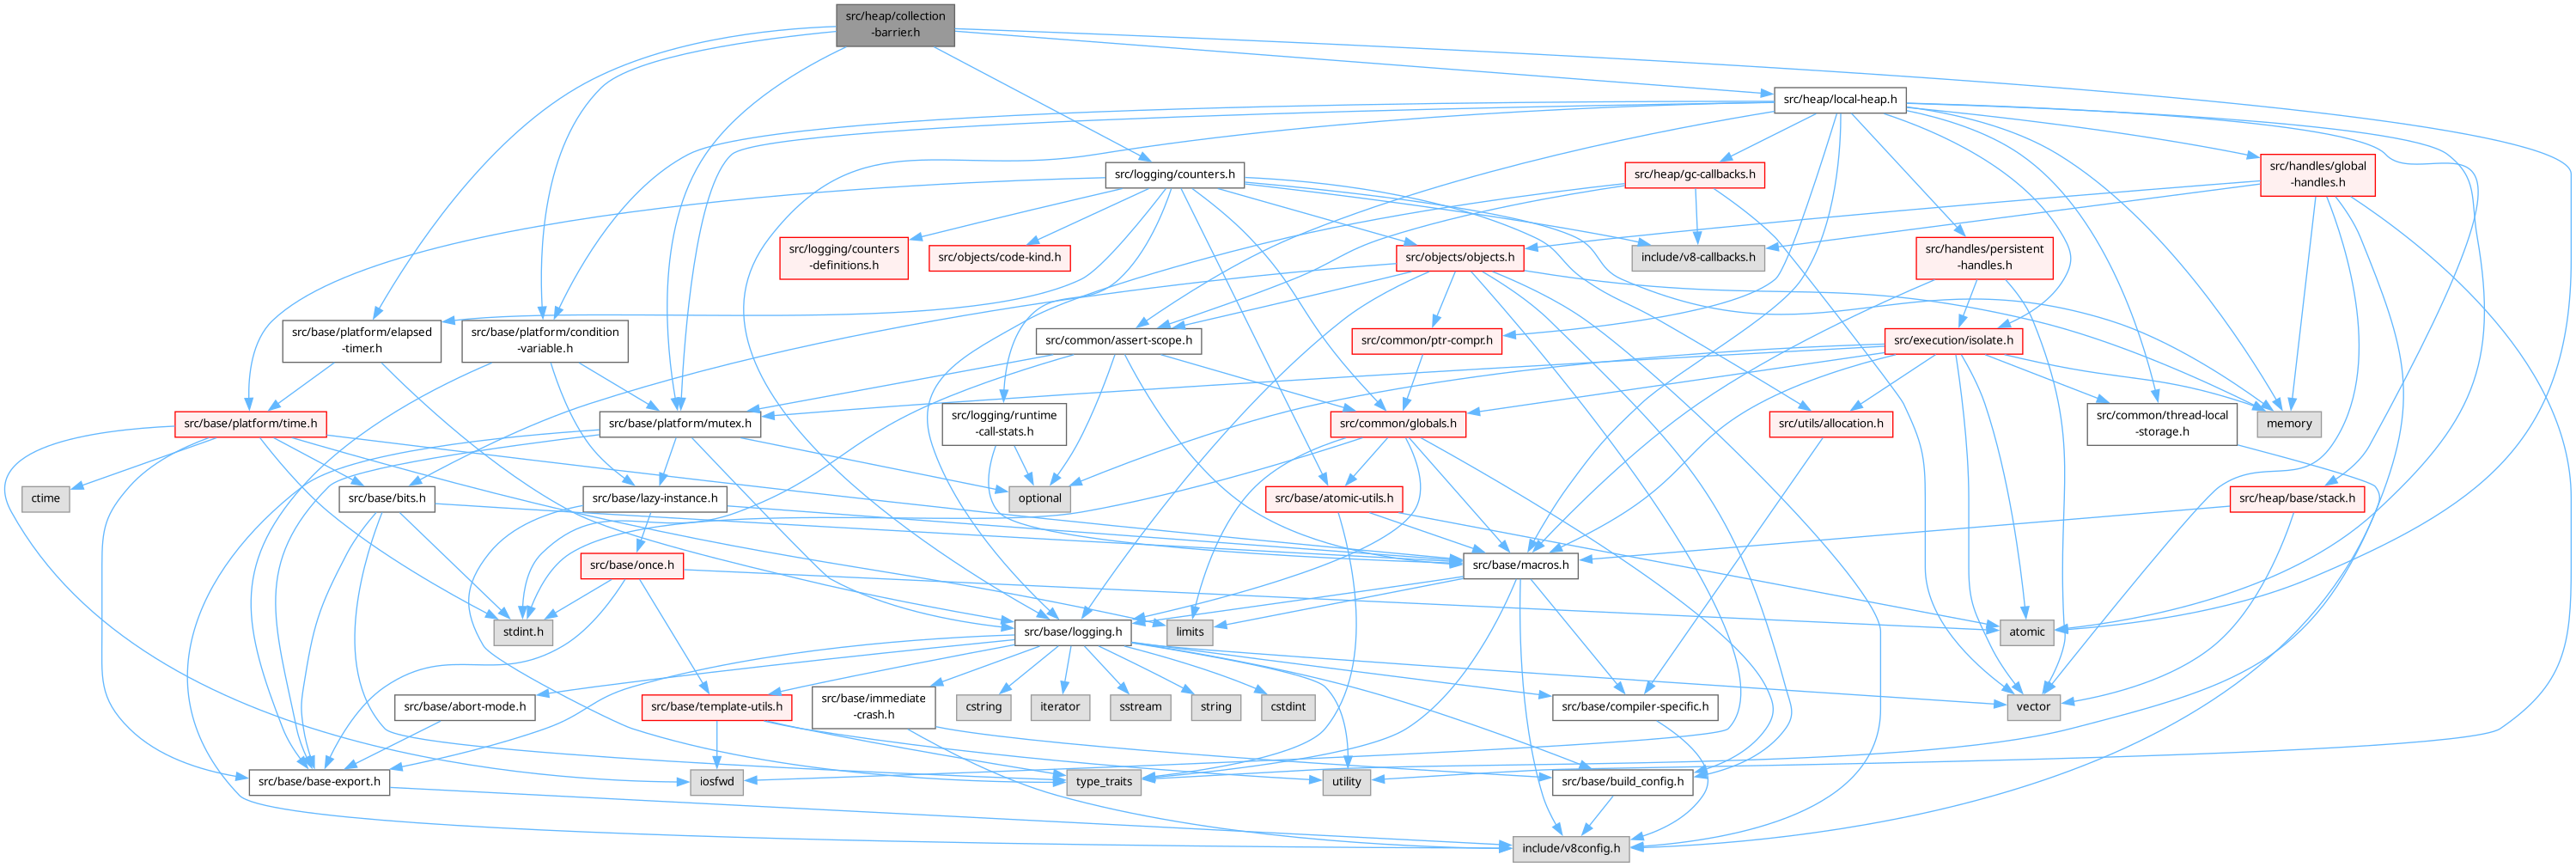 src/heap/collection
-barrier.h
src/heap/local-heap.h
src/logging/counters.h
src/heap/gc-callbacks.h
src/handles/global
-handles.h
src/logging/counters
-definitions.h
src/objects/code-kind.h
src/objects/objects.h
include/v8-callbacks.h
src/handles/persistent
-handles.h
src/base/platform/elapsed
-timer.h
src/base/platform/condition
-variable.h
src/common/assert-scope.h
src/common/ptr-compr.h
src/execution/isolate.h
src/base/platform/time.h
src/base/platform/mutex.h
src/logging/runtime
-call-stats.h
src/common/globals.h
src/utils/allocation.h
src/common/thread-local
-storage.h
memory
ctime
src/base/bits.h
src/base/lazy-instance.h
optional
src/base/atomic-utils.h
src/heap/base/stack.h
src/base/once.h
src/base/macros.h
stdint.h
src/base/logging.h
limits
atomic
src/base/abort-mode.h
src/base/template-utils.h
src/base/immediate
-crash.h
cstring
iterator
sstream
string
cstdint
src/base/compiler-specific.h
vector
src/base/base-export.h
iosfwd
type_traits
utility
src/base/build_config.h
include/v8config.h